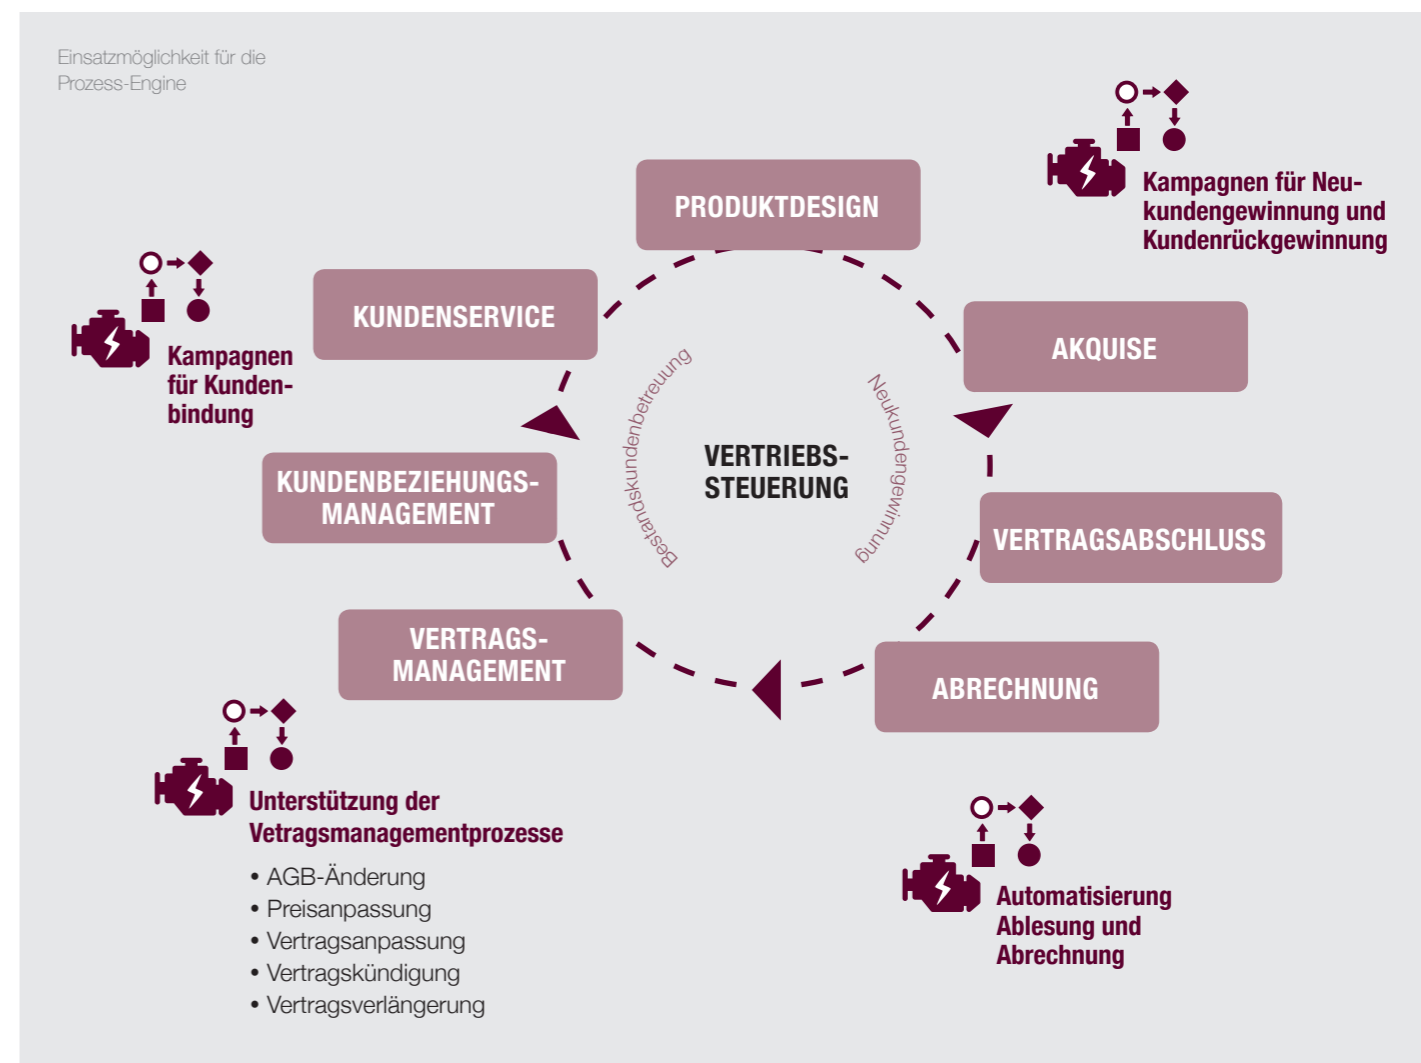 Einsatzmöglichkeit für die
Prozess-Engine
Kampagnen für Neu-
kundengewinnung und
Kundenrückgewinnung
PRODUKTDESIGN
KUNDENSERVICE
AKQUISE
Kampagnen
für Kunden-
bindung
Bestandskundenbetreuung
Neukundengewinnung
VERTRIEBS-
STEUERUNG
KUNDENBEZIEHUNGS-
MANAGEMENT
VERTRAGSABSCHLUSS
VERTRAGS-
MANAGEMENT
ABRECHNUNG
Unterstützung der
Vetragsmanagementprozesse
• AGB-Änderung
• Preisanpassung
• Vertragsanpassung
• Vertragskündigung
• Vertragsverlängerung
Automatisierung
Ablesung und
Abrechnung